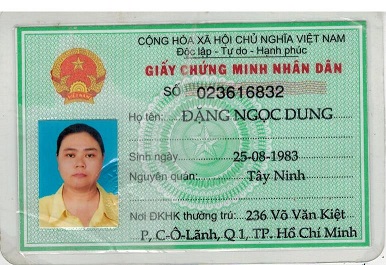 CỘNG HÒA XÃ HỘI CHỦ NGHĨA VIỆT NAM
Độc lập - Tự do - Hạnh phúc
GIẤY CHỨNG MINH NHÂN DÂN
SỐ 023616832
Họ tên: ĐẶNG NGỌC DUNG
Sinh ngày 25-08-1983
Nguyên quán: Tây Ninh
Nơi ĐKHK thường trú: 236 Võ Văn Kiệt
P, C-Ô-Lãnh, Q 1, TP. Hồ Chí Minh